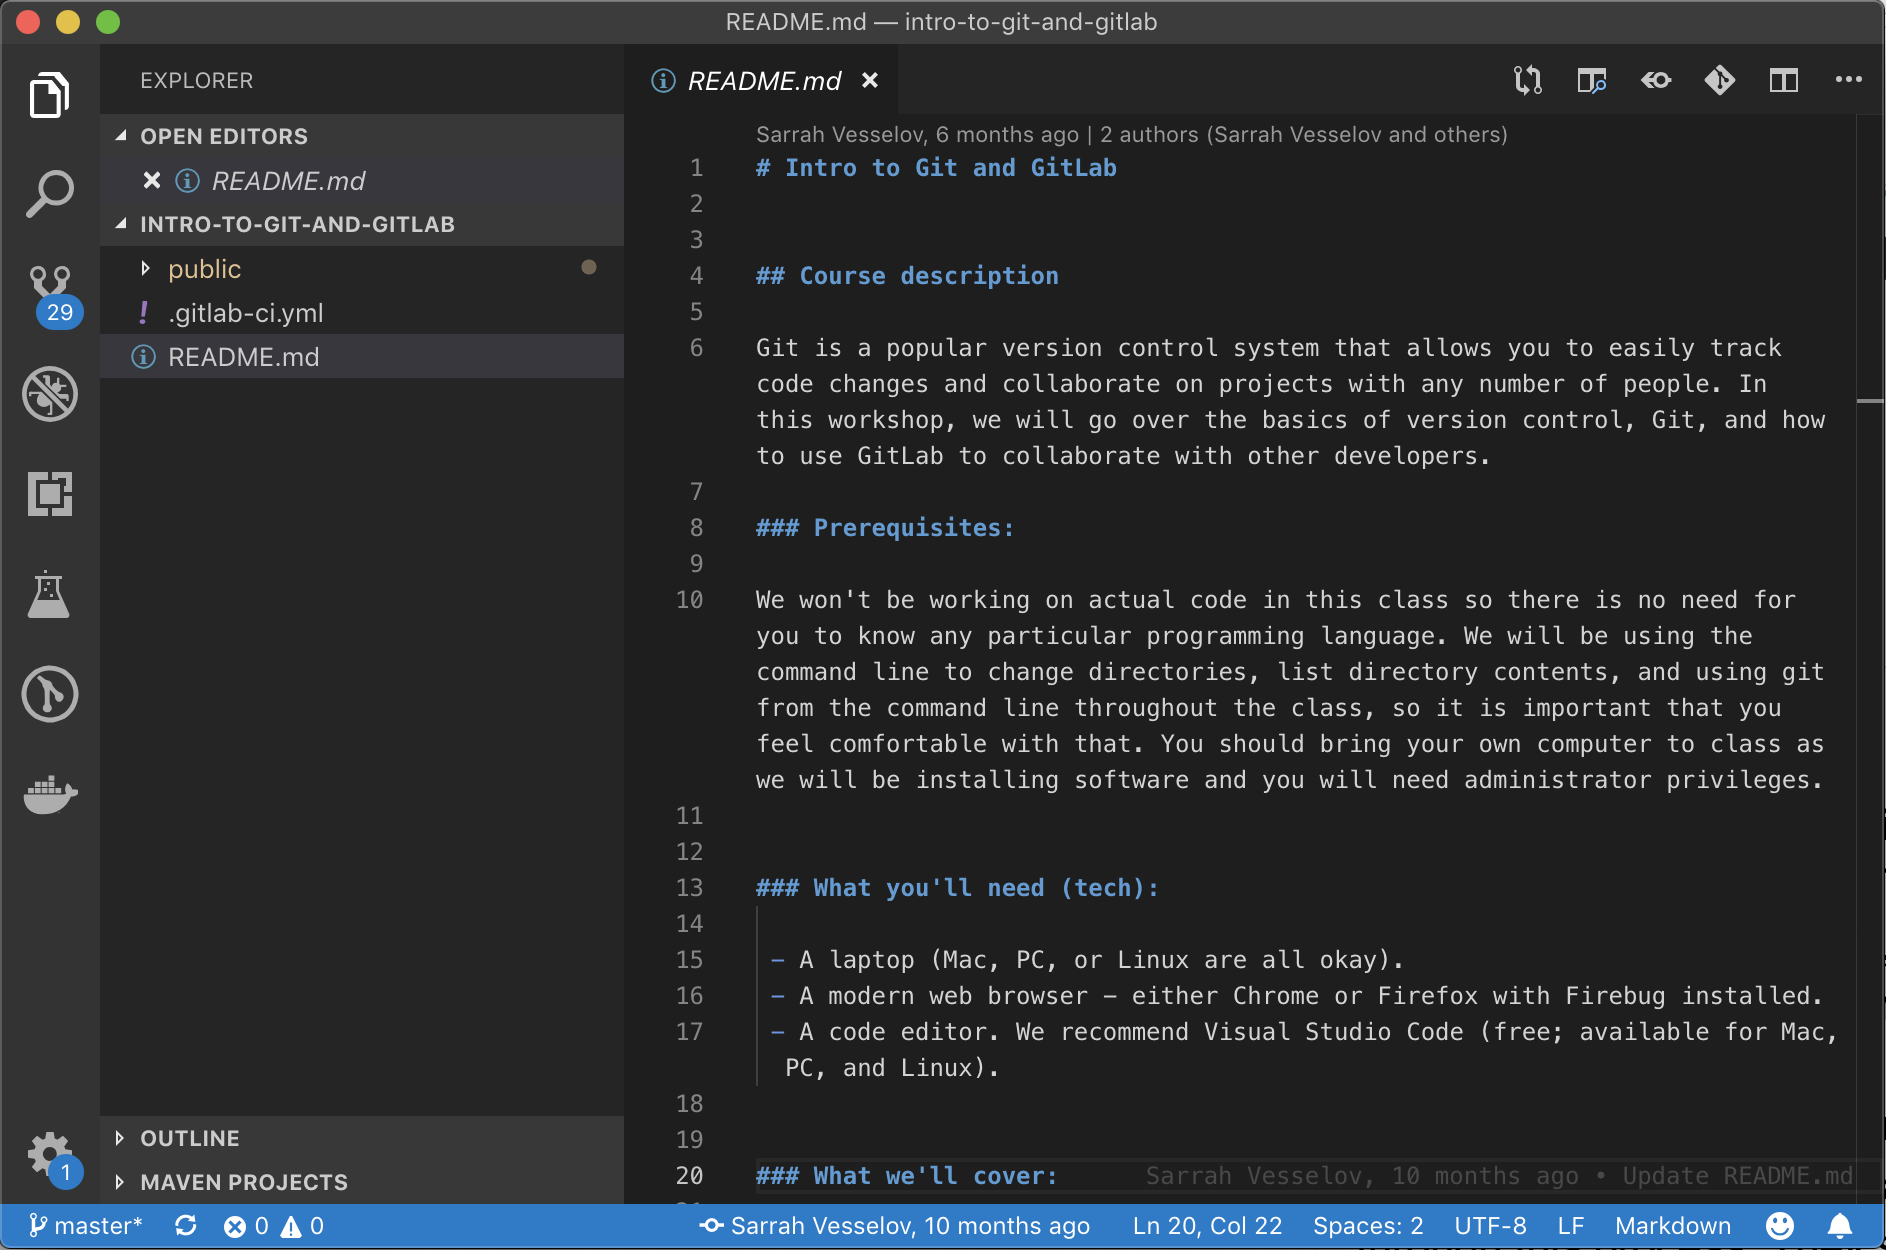 README.md — intro-to-git-and-gitlab
EXPLORER
OPEN EDITORS
README.md
INTRO-TO-GIT-AND-GITLAB
public
.gitlab-ci.yml
README.md
29
1
OUTLINE
MAVEN PROJECTS
README.md
Sarrah Vesselov, 6 months ago | 2 authors (Sarrah Vesselov and others)
1 # Intro to Git and GitLab
2
3
4 ## Course description
5
6 Git is a popular version control system that allows you to easily track
code changes and collaborate on projects with any number of people. In
this workshop, we will go over the basics of version control, Git, and how
to use GitLab to collaborate with other developers.
7
8 ### Prerequisites:
9
10 We won't be working on actual code in this class so there is no need for
you to know any particular programming language. We will be using the
command line to change directories, list directory contents, and using git
from the command line throughout the class, so it is important that you
feel comfortable with that. You should bring your own computer to class as
we will be installing software and you will need administrator privileges.
11
12
13 ### What you'll need (tech):
14
15 - A laptop (Mac, PC, or Linux are all okay).
16 - A modern web browser - either Chrome or Firefox with Firebug installed.
17 - A code editor. We recommend Visual Studio Code (free; available for Mac,
PC, and Linux).
18
19
20 ### What we'll cover: Sarrah Vesselov, 10 months ago • Update README.md
master* 0 0 Sarrah Vesselov, 10 months ago Ln 20, Col 22 Spaces: 2 UTF-8 LF Markdown